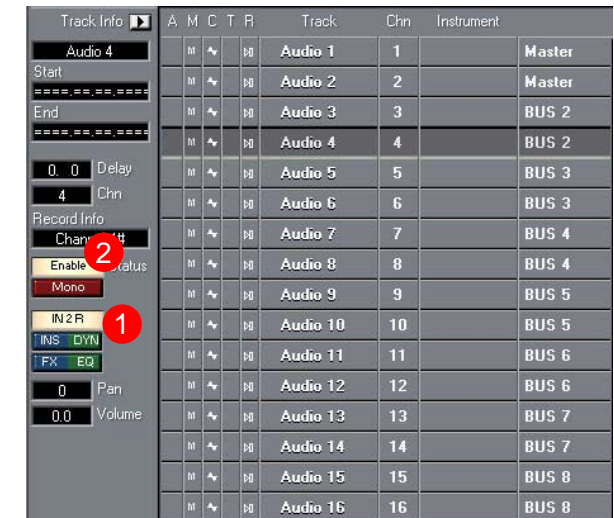 Track Info
Audio 4
Start
End
0. 0 Delay
4 Chn
Record Info
2
Enable
Mono
IN 2 R
1
INS DYN
FX EQ
0 Pan
0.0 Volume
A M C T R Track Chn Instrument
M Audio 1 1 Master
M Audio 2 2 Master
M Audio 3 3 BUS 2
M Audio 4 4 BUS 2
M Audio 5 5 BUS 3
M Audio 6 6 BUS 3
M Audio 7 7 BUS 4
M Audio 8 8 BUS 4
M Audio 9 9 BUS 5
M Audio 10 10 BUS 5
M Audio 11 11 BUS 6
M Audio 12 12 BUS 6
M Audio 13 13 BUS 7
M Audio 14 14 BUS 7
M Audio 15 15 BUS 8
M Audio 16 16 BUS 8